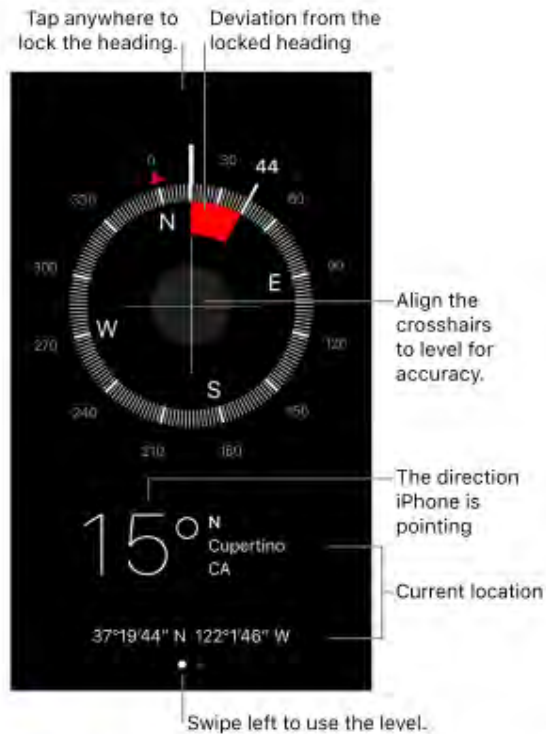 Tap anywhere to
lock the heading.
Deviation from the
locked heading
0
30
44
330
60
N
300
E
90
W
270
120
S
240
150
210
180
Align the
crosshairs
to level for
accuracy.
The direction
iPhone is
pointing
15° N
Cupertino
CA
Current location
37°19'44" N 122°1'46" W
Swipe left to use the level.